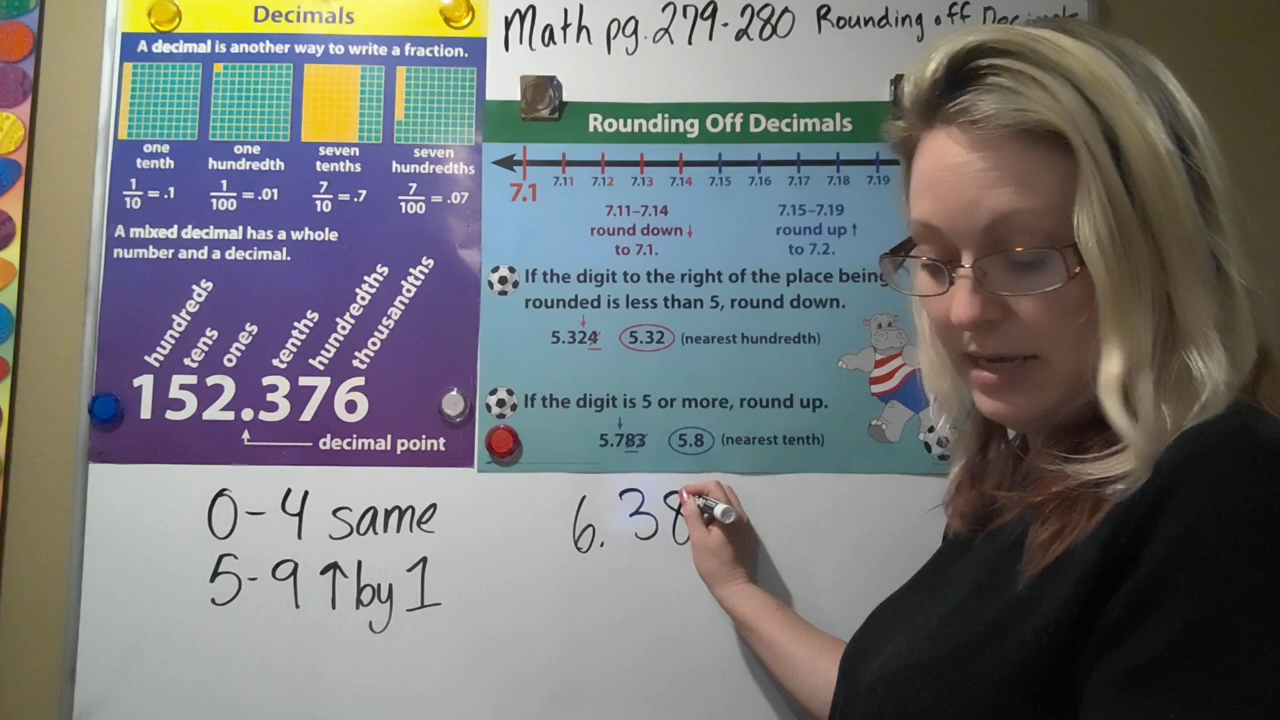 Decimals
A decimal is another way to write a fraction.
one tenth
one hundredth
seven tenths
seven hundredths
1/10 = .1
1/100 = .01
7/10 = .7
7/100 = .07
A mixed decimal has a whole
number and a decimal.
hundreds
tens
ones
tenths
hundredths
thousandths
152.376
decimal point
Math pg. 279-280 Rounding off Decimals
Rounding Off Decimals
7.1 7.11 7.12 7.13 7.14 7.15 7.16 7.17 7.18 7.19
7.11–7.14
round down ↓
to 7.1.
7.15–7.19
round up ↑
to 7.2.
If the digit to the right of the place being
rounded is less than 5, round down.
5.324 5.32 (nearest hundredth)
If the digit is 5 or more, round up.
5.783 5.8 (nearest tenth)
0-4 same
5-9 ↑ by 1
6.38